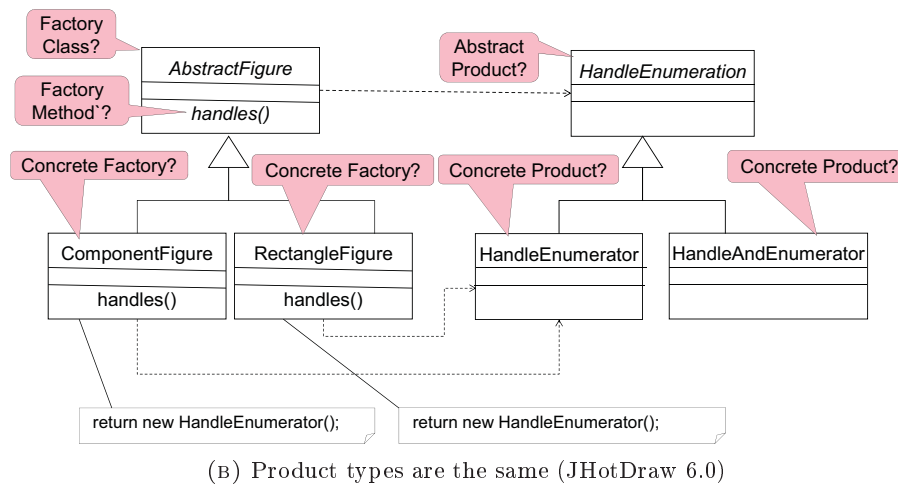 Factory
Class?
AbstractFigure
Abstract
Product?
HandleEnumeration
Factory
Method`?
handles()
Concrete Factory?
Concrete Factory?
Concrete Product?
Concrete Product?
ComponentFigure
RectangleFigure
HandleEnumerator
HandleAndEnumerator
handles()
handles()
return new HandleEnumerator();
return new HandleEnumerator();
(B) Product types are the same (JHotDraw 6.0)